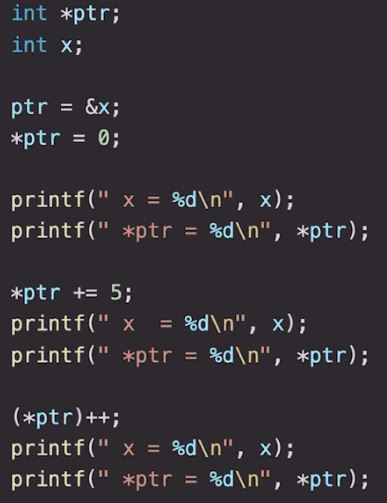 int *ptr;
int x;
ptr = &x;
*ptr = 0;
printf(" x = %d\n", x);
printf(" *ptr = %d\n", *ptr);
*ptr += 5;
printf(" x  = %d\n", x);
printf(" *ptr = %d\n", *ptr);
(*ptr)++;
printf(" x = %d\n", x);
printf(" *ptr = %d\n", *ptr);